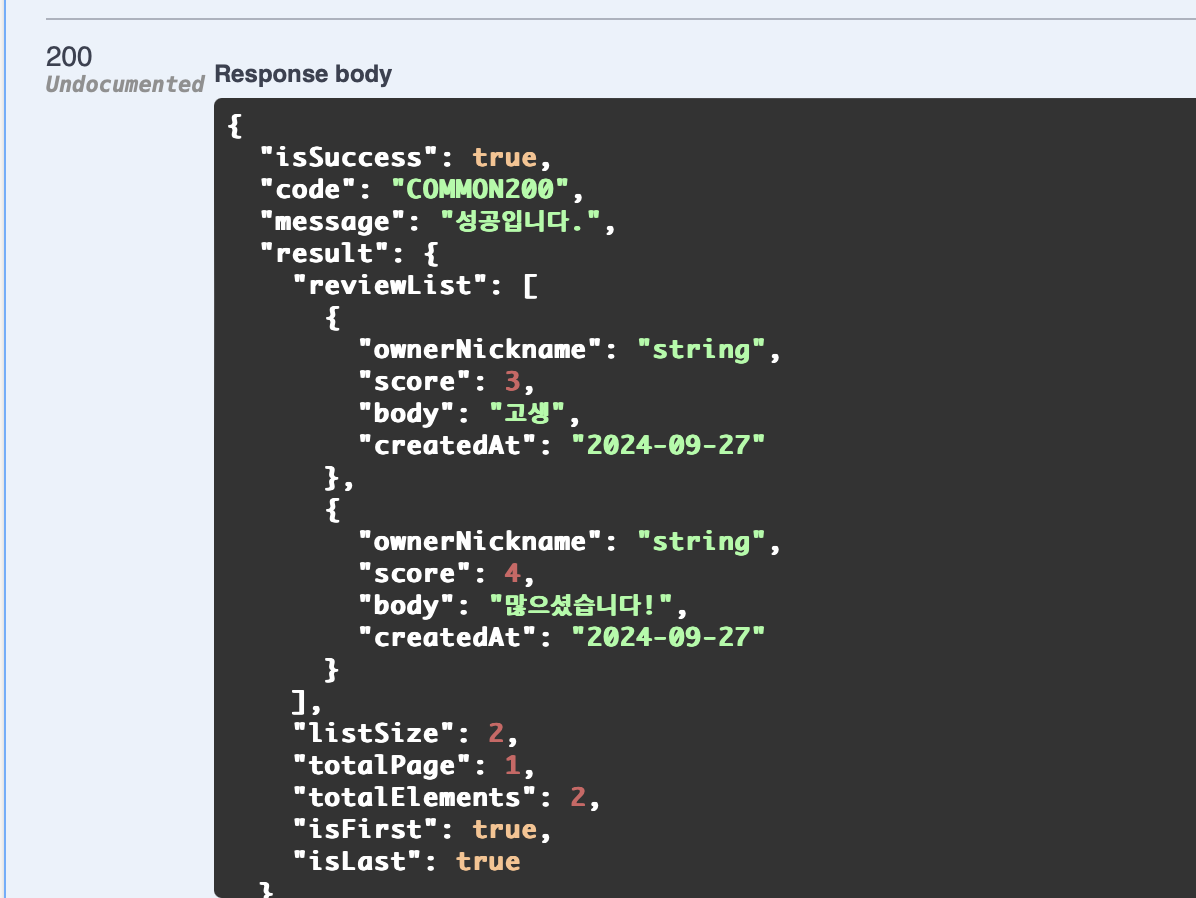 200
Undocumented
Response body
{
  "isSuccess": true,
  "code": "COMMON200",
  "message": "성공입니다.",
  "result": {
    "reviewList": [
      {
        "ownerNickname": "string",
        "score": 3,
        "body": "고생",
        "createdAt": "2024-09-27"
      },
      {
        "ownerNickname": "string",
        "score": 4,
        "body": "많으셨습니다!",
        "createdAt": "2024-09-27"
      }
    ],
    "listSize": 2,
    "totalPage": 1,
    "totalElements": 2,
    "isFirst": true,
    "isLast": true
  }